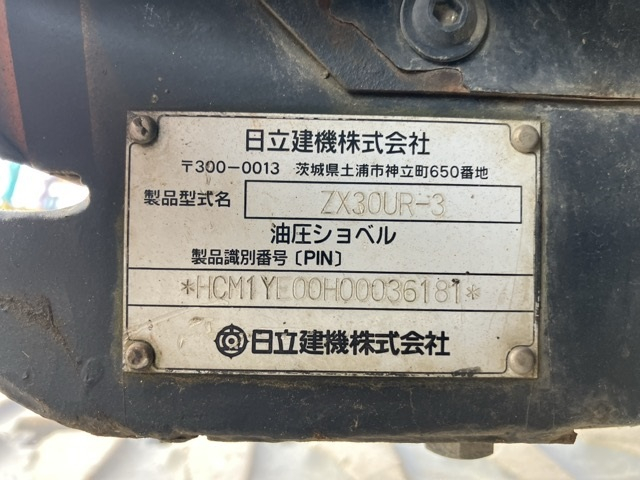 日立建機株式会社
〒300-0013 茨城県土浦市神立町650番地
製品型式名 ZX30UR-3
油圧ショベル
製品識別番号〔PIN〕
*HCM1YE00H00036181*
日立建機株式会社